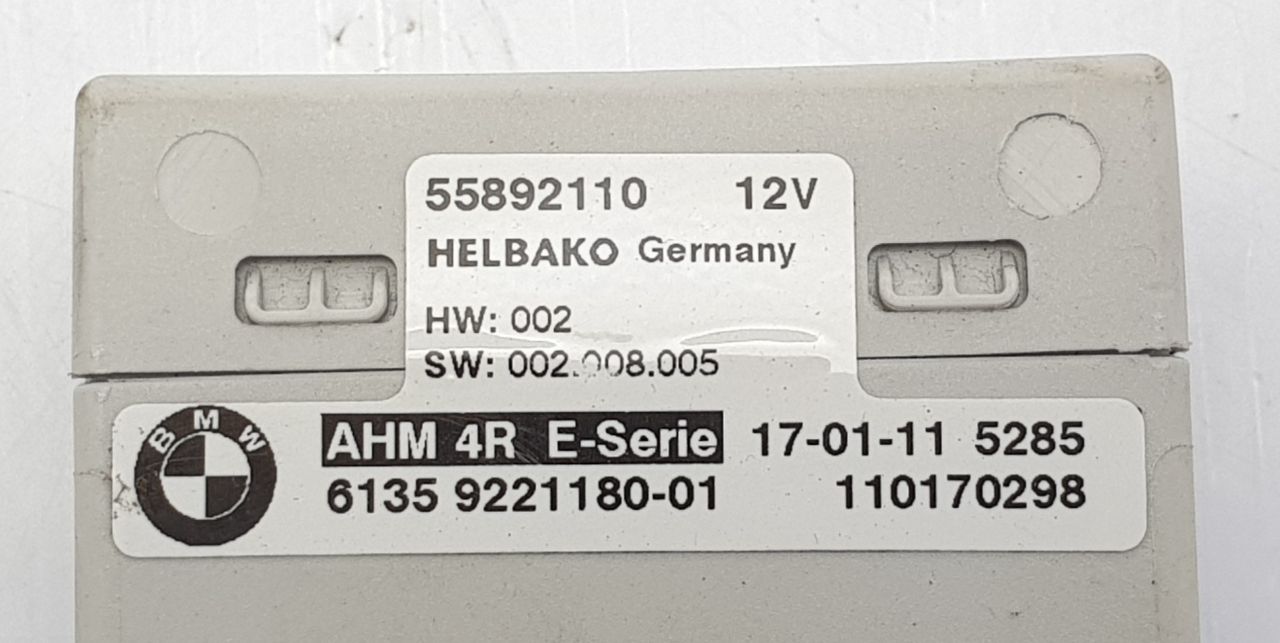 55892110 12V
HELBAKO Germany
HW: 002
SW: 002.008.005
BMW
AHM 4R E-Serie 17-01-11 5285
6135 9221180-01 110170298